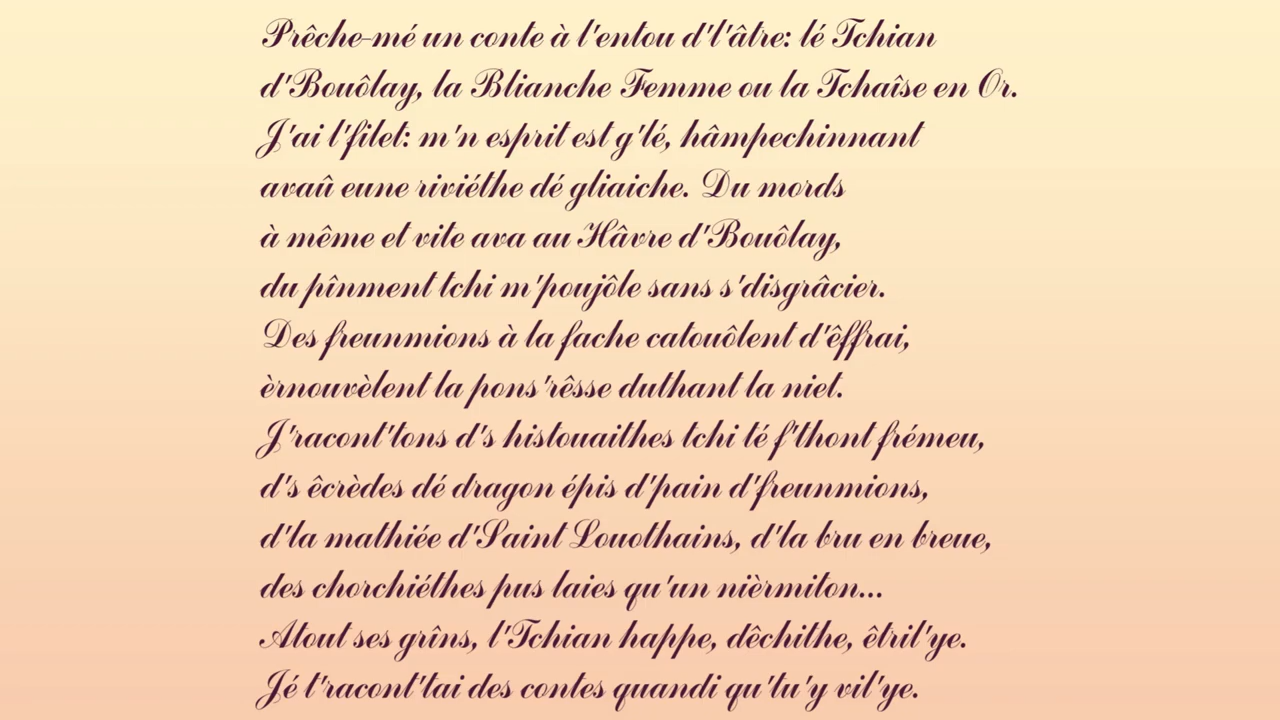 Prêche-mé un conte à l'entou d'l'âtre: lé Tchian
d'Bouôlay, la Blianche Femme ou la Tchaîse en Or.
J'ai l'filet: m'n esprit est g'lé, hâmpechinnant
avaû eune riviéthe dé gliaiche. Du mords
à même et vite ava au Hâvre d'Bouôlay,
du pînment tchi m'poujôle sans s'disgrâcier.
Des freunmions à la fache catouôlent d'êffrai,
èrnouvèlent la pons'rêsse duthant la niet.
J'racont'tons d's histouaithes tchi té f'thont frémeu,
d's êcrèdes dé dragon épis d'pain d'freunmions,
d'la mathiée d'Saint Louothains, d'la bru en breue,
des chorchiéthes pus laies qu'un nièrmiton...
Atout ses grîns, l'Tchian happe, dêchithe, êtril'ye.
Jé t'racont'tai des contes quandi qu'tu'y vil'ye.